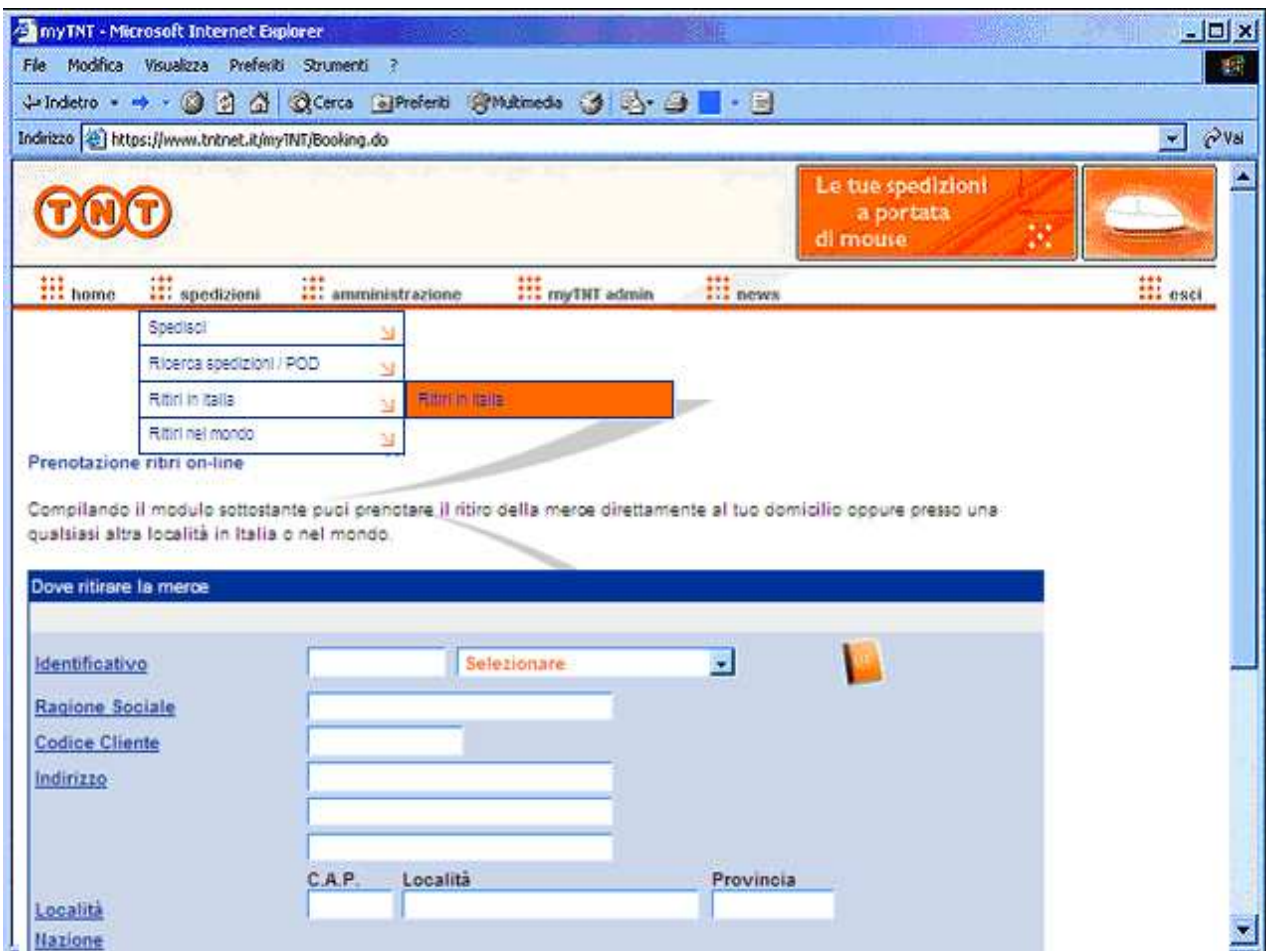 myTNT - Microsoft Internet Explorer
File Modifica Visualizza Preferiti Strumenti ?
Indietro Cerca Preferiti Multimedia
Indirizzo https://www.tntnet.it/myTNT/Booking.do Vai
TNT
Le tue spedizioni
a portata
di mouse
home spedizioni amministrazione myTNT admin news esci
Spedisci
Ricerca spedizioni / POD
Ritiri in Italia Ritiri in Italia
Ritiri nel mondo
Prenotazione ritiri on-line
Compilando il modulo sottostante puoi prenotare il ritiro della merce direttamente al tuo domicilio oppure presso una
qualsiasi altra località in Italia o nel mondo.
Dove ritirare la merce
Identificativo Selezionare
Ragione Sociale
Codice Cliente
Indirizzo
C.A.P. Località Provincia
Località
Nazione